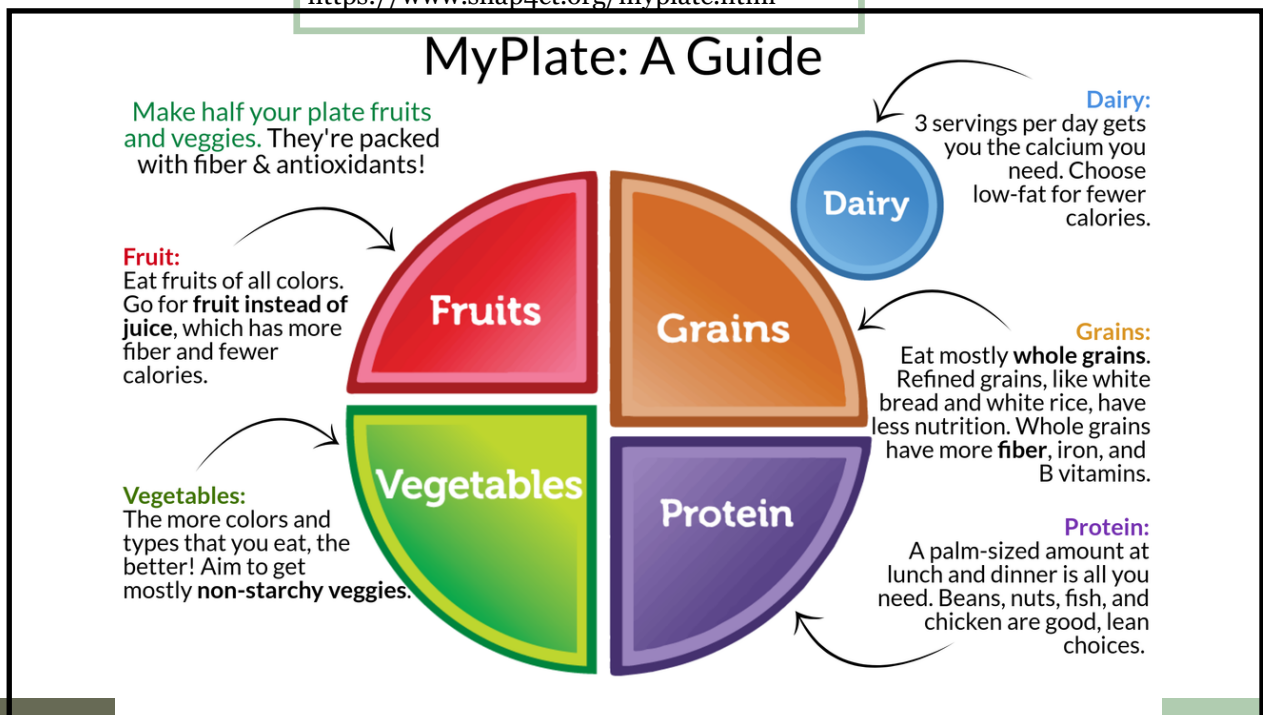 https://www.snap4ct.org/myplate.html
MyPlate: A Guide
Make half your plate fruits
and veggies. They're packed
with fiber & antioxidants!
Fruit:
Eat fruits of all colors.
Go for fruit instead of
juice, which has more
fiber and fewer
calories.
Vegetables:
The more colors and
types that you eat, the
better! Aim to get
mostly non-starchy veggies.
Fruits
Vegetables
Grains
Protein
Dairy
Dairy:
3 servings per day gets
you the calcium you
need. Choose
low-fat for fewer
calories.
Grains:
Eat mostly whole grains.
Refined grains, like white
bread and white rice, have
less nutrition. Whole grains
have more fiber, iron, and
B vitamins.
Protein:
A palm-sized amount at
lunch and dinner is all you
need. Beans, nuts, fish, and
chicken are good, lean
choices.